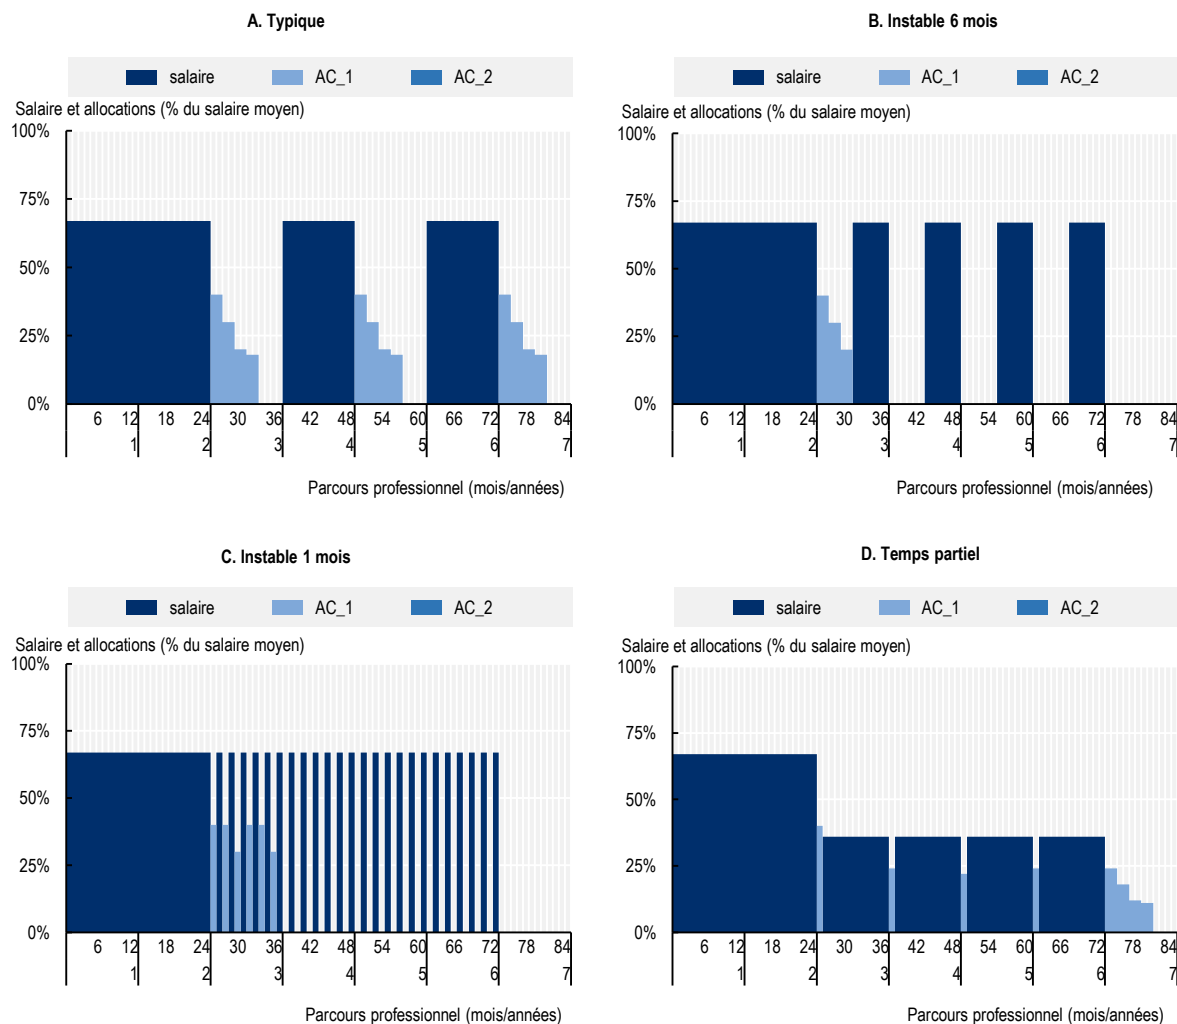 A. Typique
salaire AC_1 AC_2
Salaire et allocations (% du salaire moyen)
100%
75%
50%
25%
0%
6 12 18 24 30 36 42 48 54 60 66 72 78 84
1 2 3 4 5 6 7
Parcours professionnel (mois/années)
B. Instable 6 mois
salaire AC_1 AC_2
Salaire et allocations (% du salaire moyen)
100%
75%
50%
25%
0%
6 12 18 24 30 36 42 48 54 60 66 72 78 84
1 2 3 4 5 6 7
Parcours professionnel (mois/années)
C. Instable 1 mois
salaire AC_1 AC_2
Salaire et allocations (% du salaire moyen)
100%
75%
50%
25%
0%
6 12 18 24 30 36 42 48 54 60 66 72 78 84
1 2 3 4 5 6 7
Parcours professionnel (mois/années)
D. Temps partiel
salaire AC_1 AC_2
Salaire et allocations (% du salaire moyen)
100%
75%
50%
25%
0%
6 12 18 24 30 36 42 48 54 60 66 72 78 84
1 2 3 4 5 6 7
Parcours professionnel (mois/années)